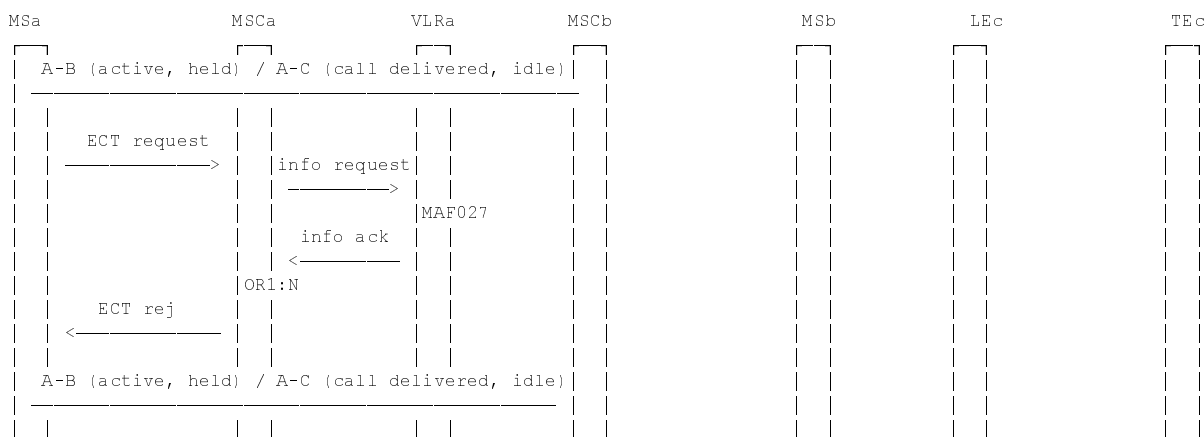 MSa MSCa VLRa MSCb MSb LEc TEc
A-B (active, held) / A-C (call delivered, idle)
ECT request
info request
MAF027
info ack
OR1:N
ECT rej
A-B (active, held) / A-C (call delivered, idle)